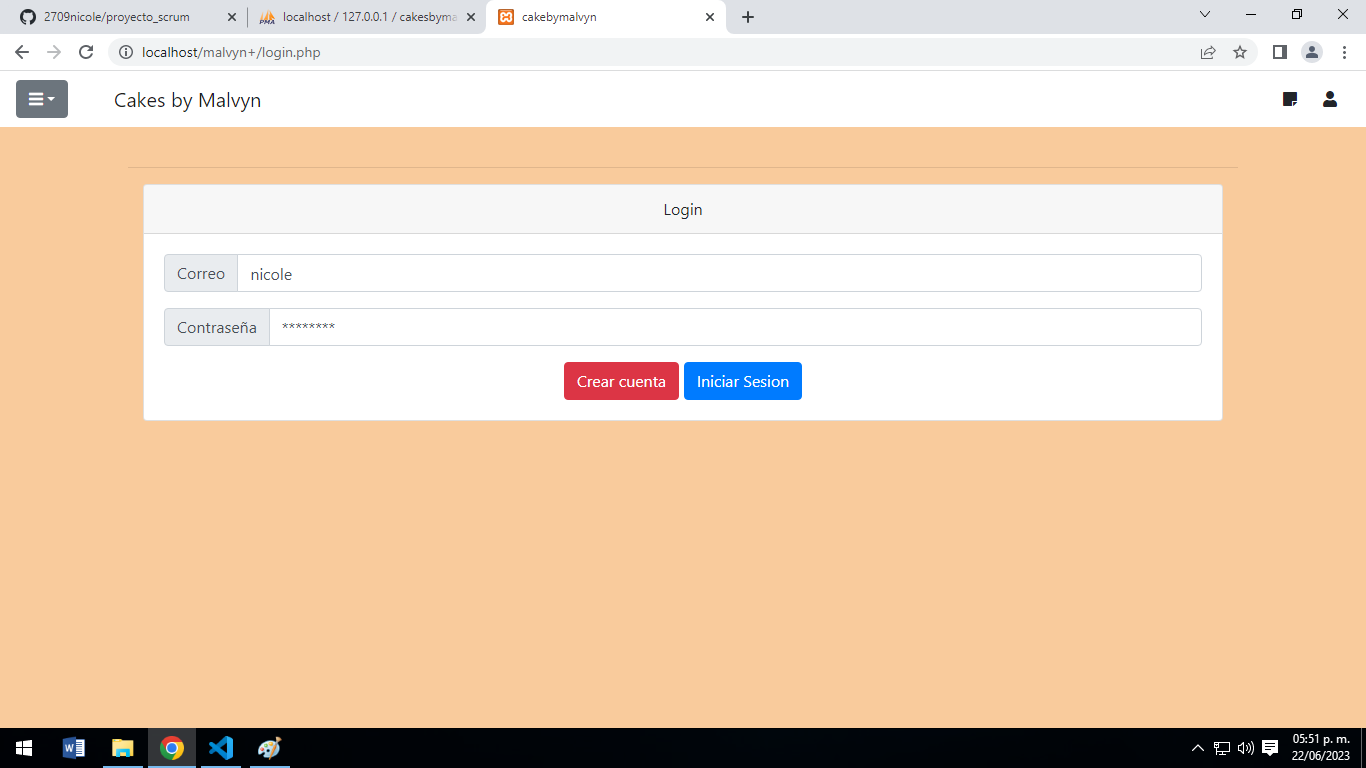 2709nicole/proyecto_scrum
localhost / 127.0.0.1 / cakesbyma
cakebymalvyn
localhost/malvyn+/login.php
Cakes by Malvyn
Login
Correo nicole
Contraseña ********
Crear cuenta Iniciar Sesion
05:51 p. m.
22/06/2023